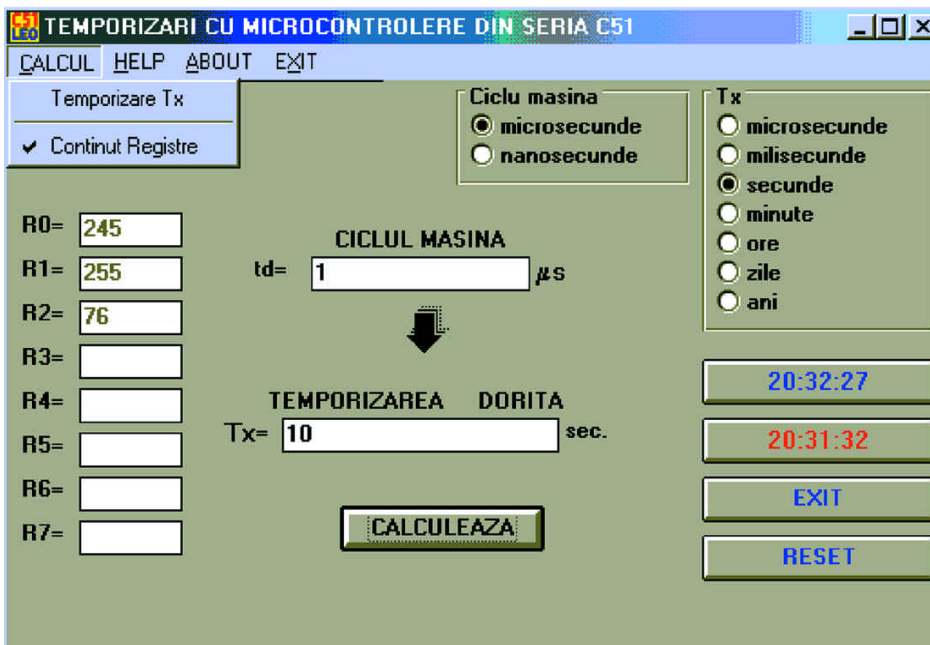 C51
LEO
TEMPORIZARI CU MICROCONTROLERE DIN SERIA C51
CALCUL HELP ABOUT EXIT
Temporizare Tx
✔ Continut Registre
Ciclu masina
microsecunde
nanosecunde
Tx
microsecunde
milisecunde
secunde
minute
ore
zile
ani
R0= 245
R1= 255
R2= 76
R3=
R4=
R5=
R6=
R7=
CICLUL MASINA
td= 1 µs
TEMPORIZAREA DORITA
Tx= 10 sec.
CALCULEAZA
20:32:27
20:31:32
EXIT
RESET